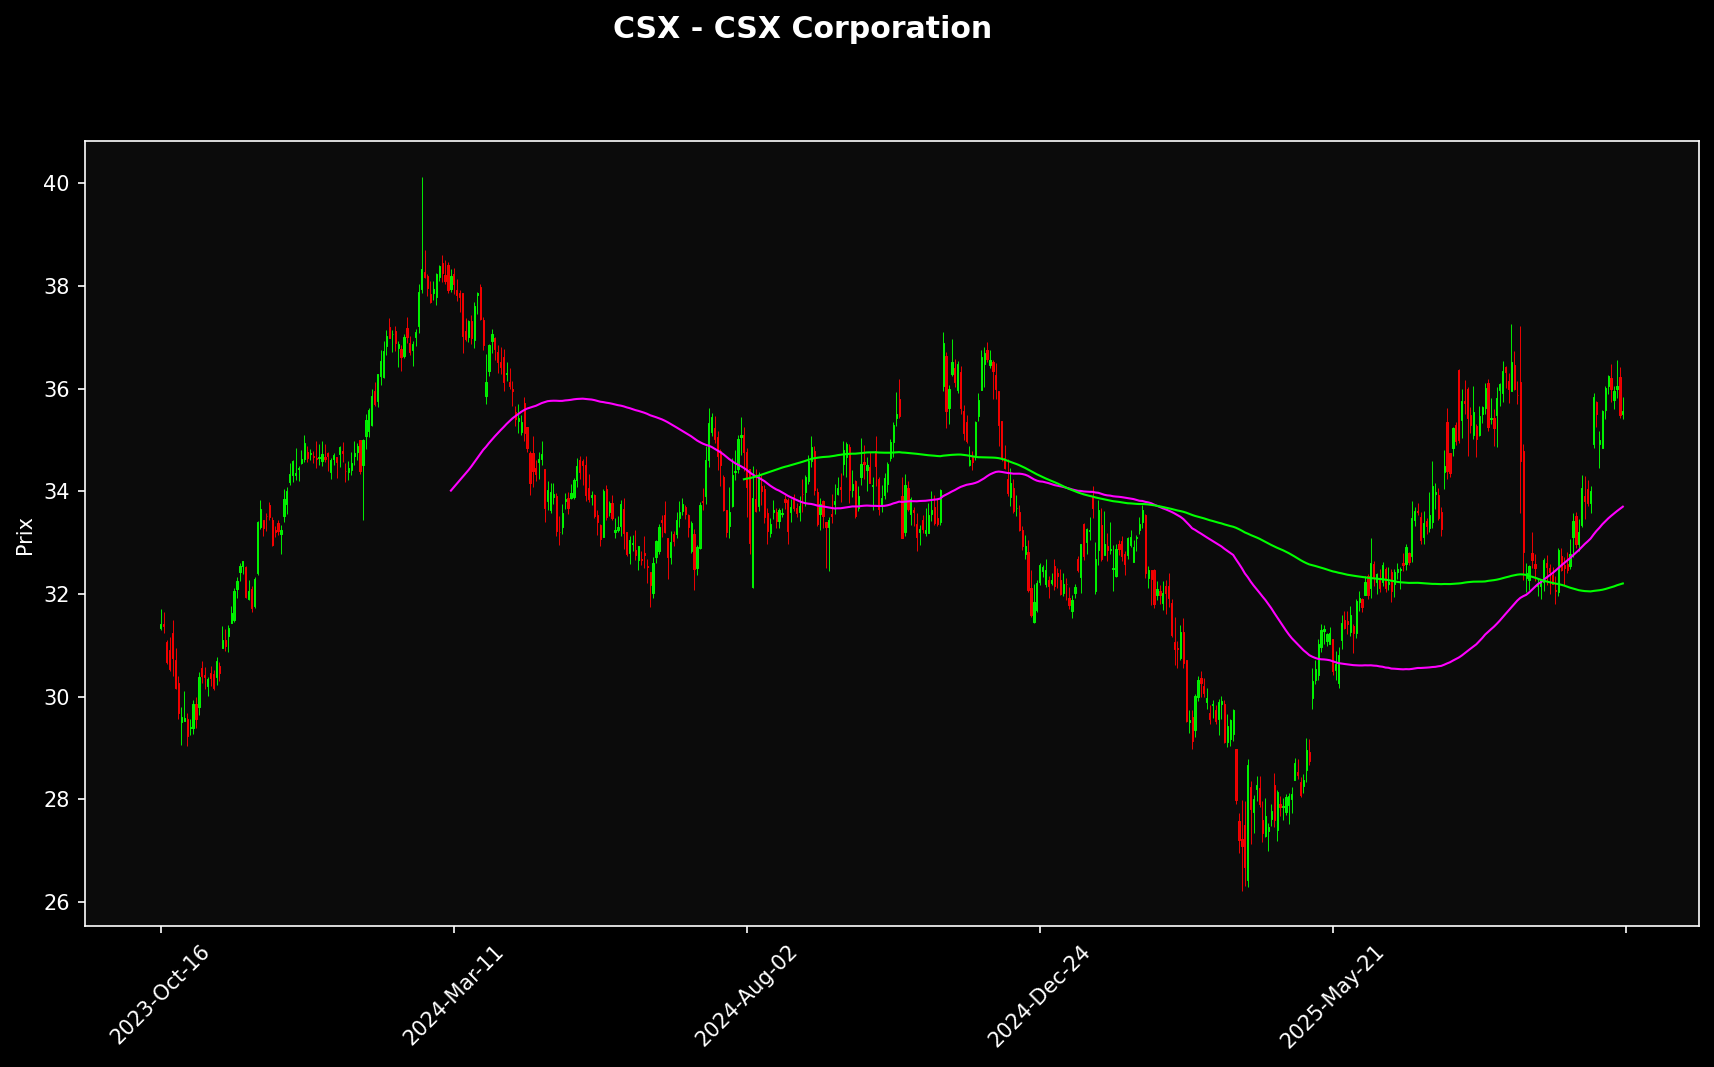 CSX - CSX Corporation
Prix
40
38
36
34
32
30
28
26
2023-Oct-16
2024-Mar-11
2024-Aug-02
2024-Dec-24
2025-May-21